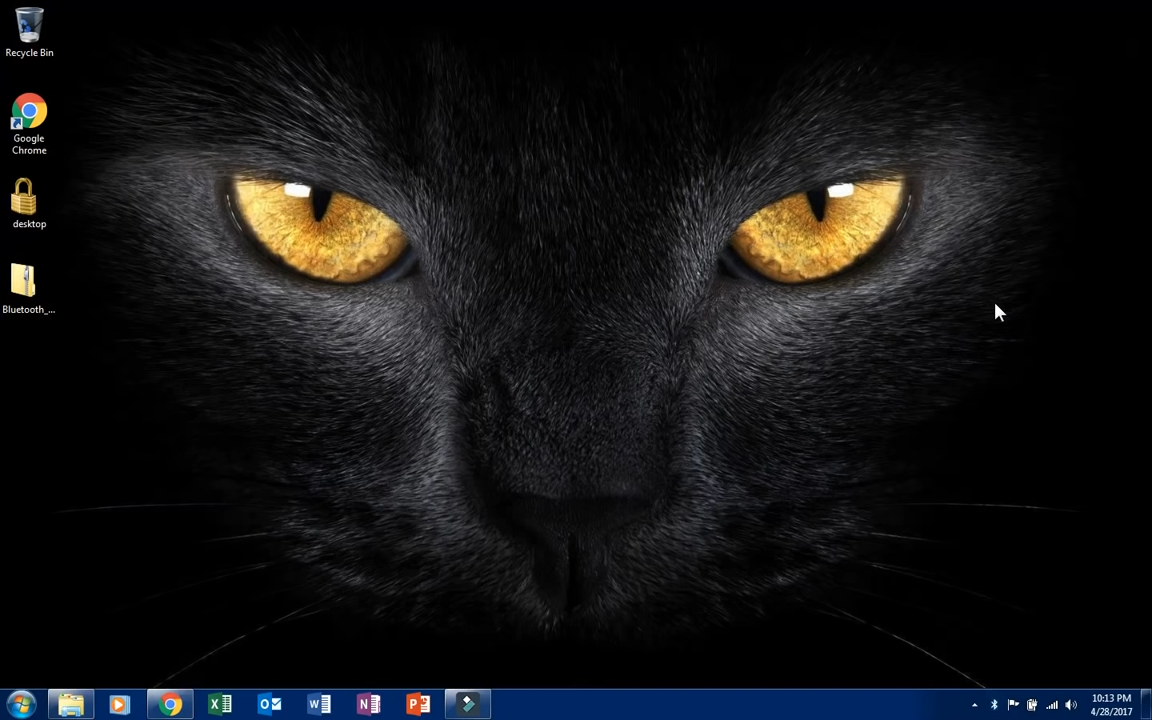 Recycle Bin
Google
Chrome
desktop
Bluetooth_...
10:13 PM
4/28/2017